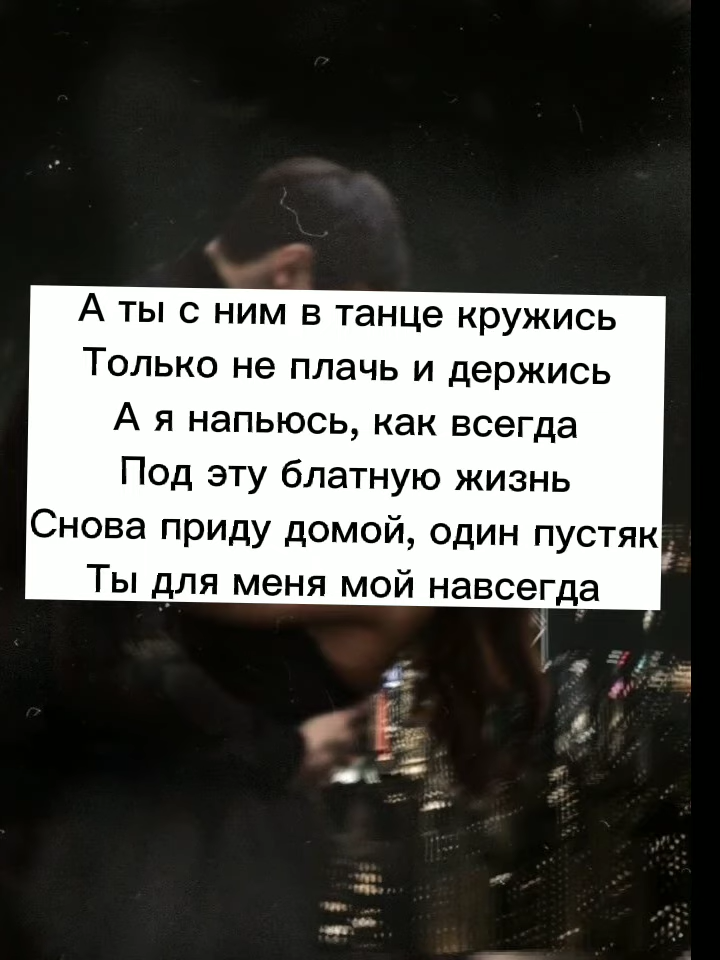 А ты с ним в танце кружись
Только не плачь и держись
А я напьюсь, как всегда
Под эту блатную жизнь
Снова приду домой, один пустяк
Ты для меня мой навсегда